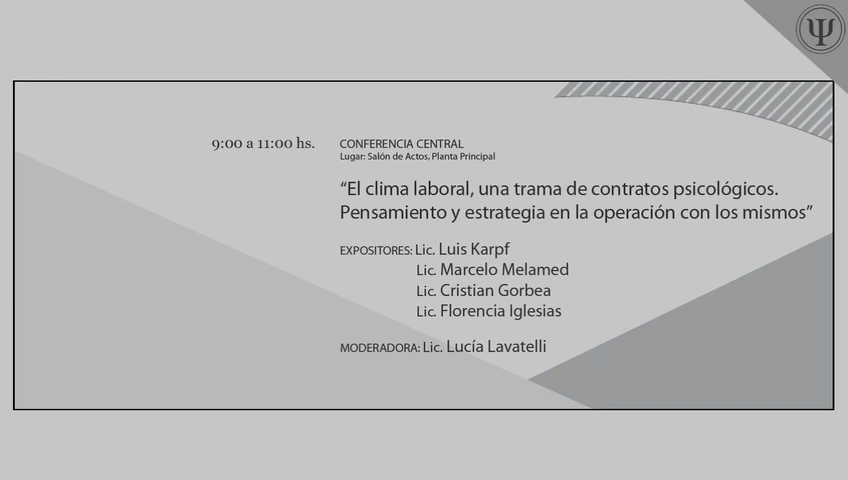 9:00 a 11:00 hs. CONFERENCIA CENTRAL
Lugar: Salón de Actos, Planta Principal
“El clima laboral, una trama de contratos psicológicos.
Pensamiento y estrategia en la operación con los mismos”
EXPOSITORES: Lic. Luis Karpf
Lic. Marcelo Melamed
Lic. Cristian Gorbea
Lic. Florencia Iglesias
MODERADORA: Lic. Lucía Lavatelli
Ψ